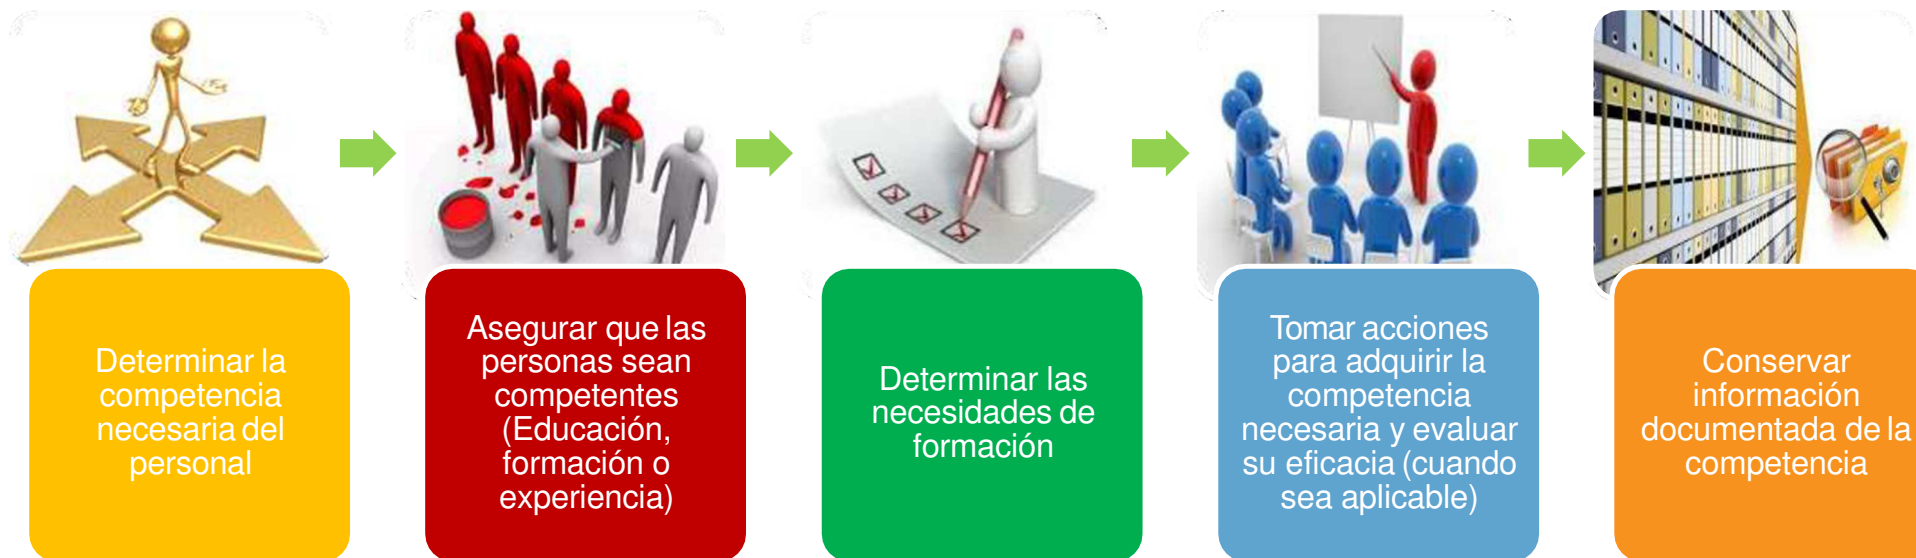 Determinar la
competencia
necesaria del
personal
Asegurar que las
personas sean
competentes
(Educación,
formación o
experiencia)
Determinar las
necesidades de
formación
Tomar acciones
para adquirir la
competencia
necesaria y evaluar
su eficacia (cuando
sea aplicable)
Conservar
información
documentada de la
competencia